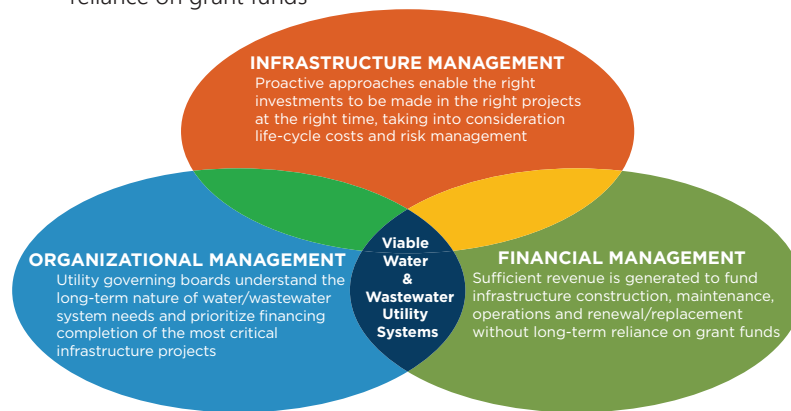 reliance on grant funds
INFRASTRUCTURE MANAGEMENT
Proactive approaches enable the right
investments to be made in the right projects
at the right time, taking into consideration
life-cycle costs and risk management
ORGANIZATIONAL MANAGEMENT
Utility governing boards understand the
long-term nature of water/wastewater
system needs and prioritize financing
completion of the most critical
infrastructure projects
Viable
Water
&
Wastewater
Utility
Systems
FINANCIAL MANAGEMENT
Sufficient revenue is generated to fund
infrastructure construction, maintenance,
operations and renewal/replacement
without long-term reliance on grant funds